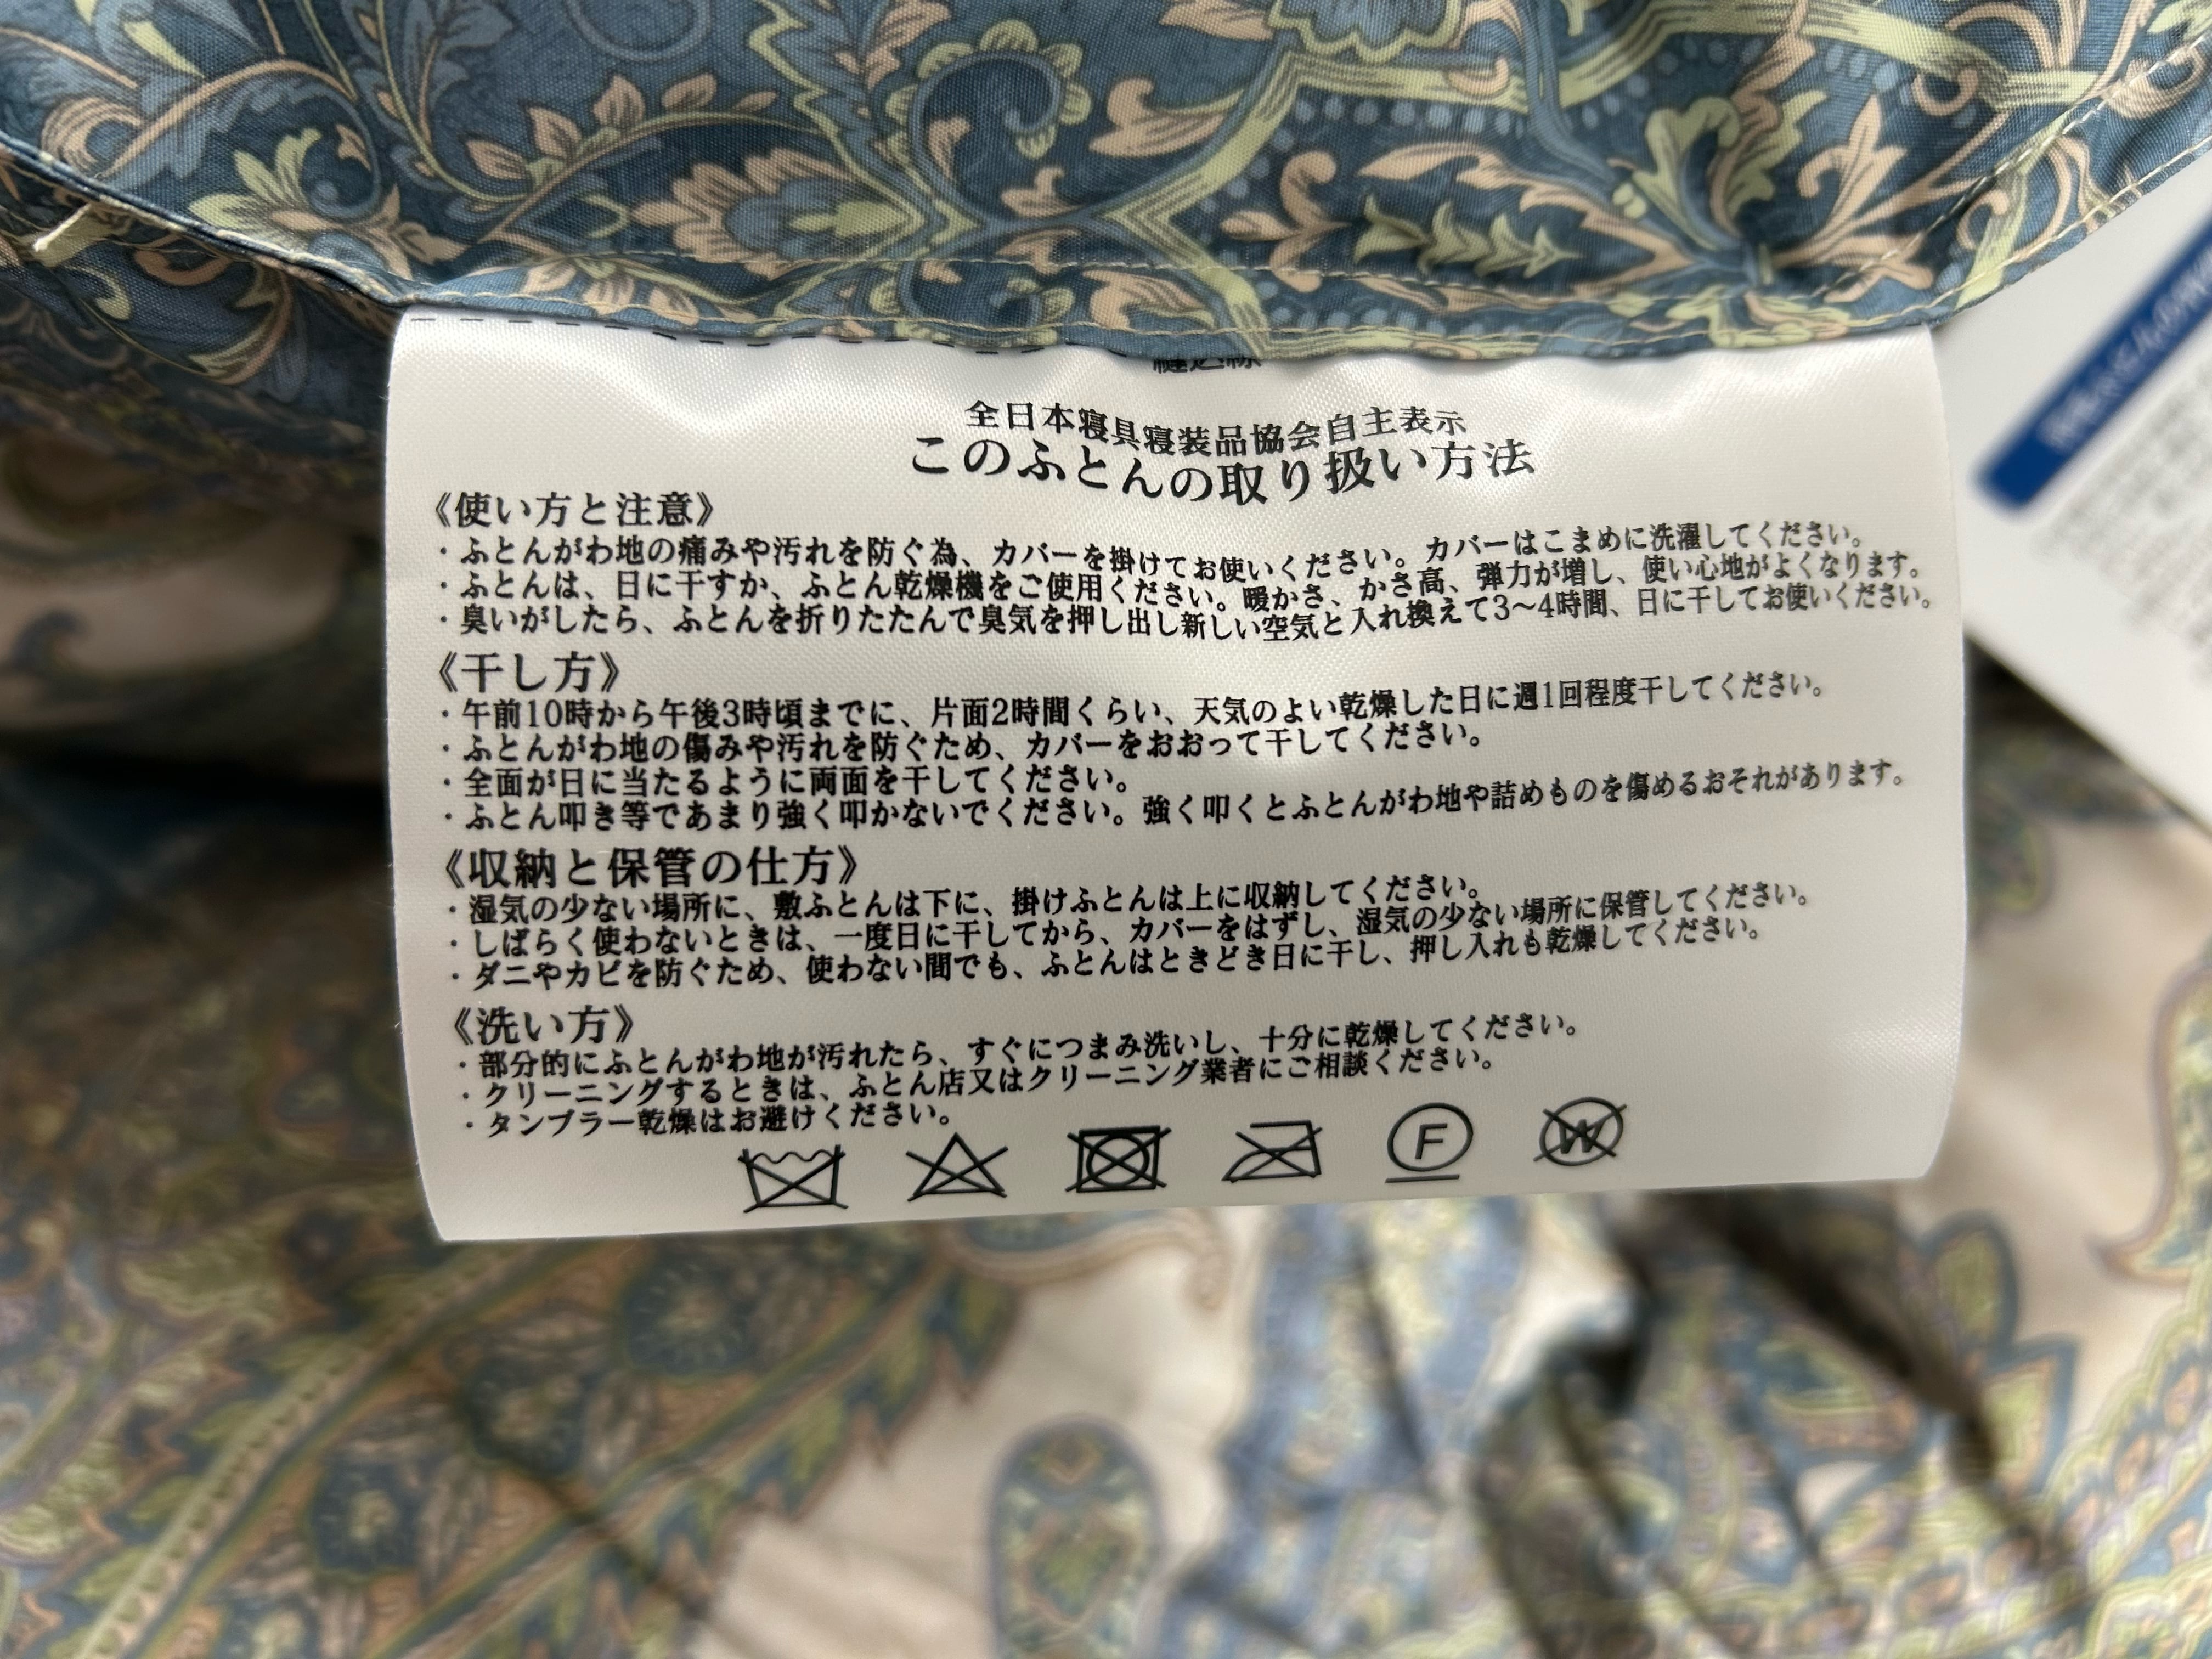 全日本寝具寝装品協会自主表示
このふとんの取り扱い方法
《使い方と注意》
・ふとんがわ地の痛みや汚れを防ぐ為、カバーを掛けてお使いください。カバーはこまめに洗濯してください。
・ふとんは、日に干すか、ふとん乾燥機をご使用ください。暖かさ、かさ高、弾力が増し、使い心地がよくなります。
・臭いがしたら、ふとんを折りたたんで臭気を押し出し新しい空気と入れ換えて3〜4時間、日に干してお使いください。
《干し方》
・午前10時から午後3時頃までに、片面2時間くらい、天気のよい乾燥した日に週1回程度干してください。
・ふとんがわ地の傷みや汚れを防ぐため、カバーをおおって干してください。
・全面が日に当たるように両面を干してください。
・ふとん叩き等であまり強く叩かないでください。強く叩くとふとんがわ地や詰めものを傷めるおそれがあります。
《収納と保管の仕方》
・湿気の少ない場所に、敷ふとんは下に、掛けふとんは上に収納してください。
・しばらく使わないときは、一度日に干してから、カバーをはずし、湿気の少ない場所に保管してください。
・ダニやカビを防ぐため、使わない間でも、ふとんはときどき日に干し、押し入れも乾燥してください。
《洗い方》
・部分的にふとんがわ地が汚れたら、すぐにつまみ洗いし、十分に乾燥してください。
・クリーニングするときは、ふとん店又はクリーニング業者にご相談ください。
・タンブラー乾燥はお避けください。
F W